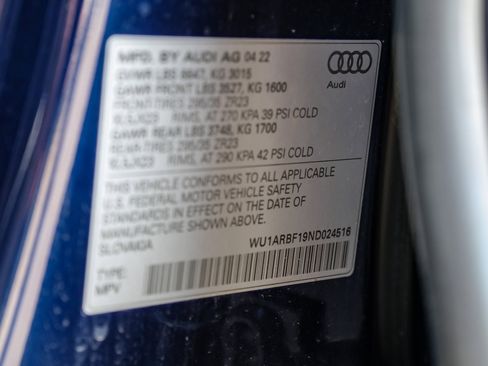 MFD. BY AUDI AG 04 22
GVWR LBS 6647, KG 3015
GAWR FRONT LBS 3527, KG 1600
FRONT TIRES 295/35 ZR23
RIMS, AT 270 KPA 39 PSI COLD
GAWR REAR LBS 3748, KG 1700
REAR TIRES 295/35 ZR23
RIMS, AT 290 KPA 42 PSI COLD
THIS VEHICLE CONFORMS TO ALL APPLICABLE
U.S. FEDERAL MOTOR VEHICLE SAFETY
STANDARDS IN EFFECT ON THE DATE OF
MANUFACTURE SHOWN ABOVE.
SLOVAKIA
WU1ARBF19ND024516
TYPE:
MPV
Audi